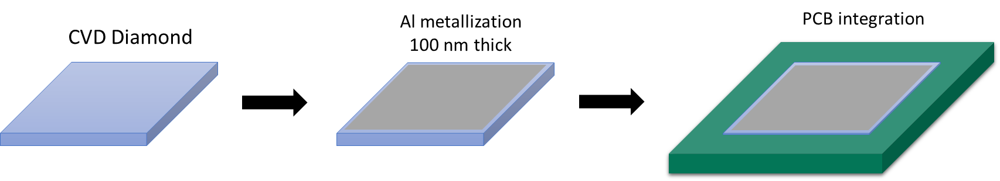 CVD Diamond
Al metallization
100 nm thick
PCB integration